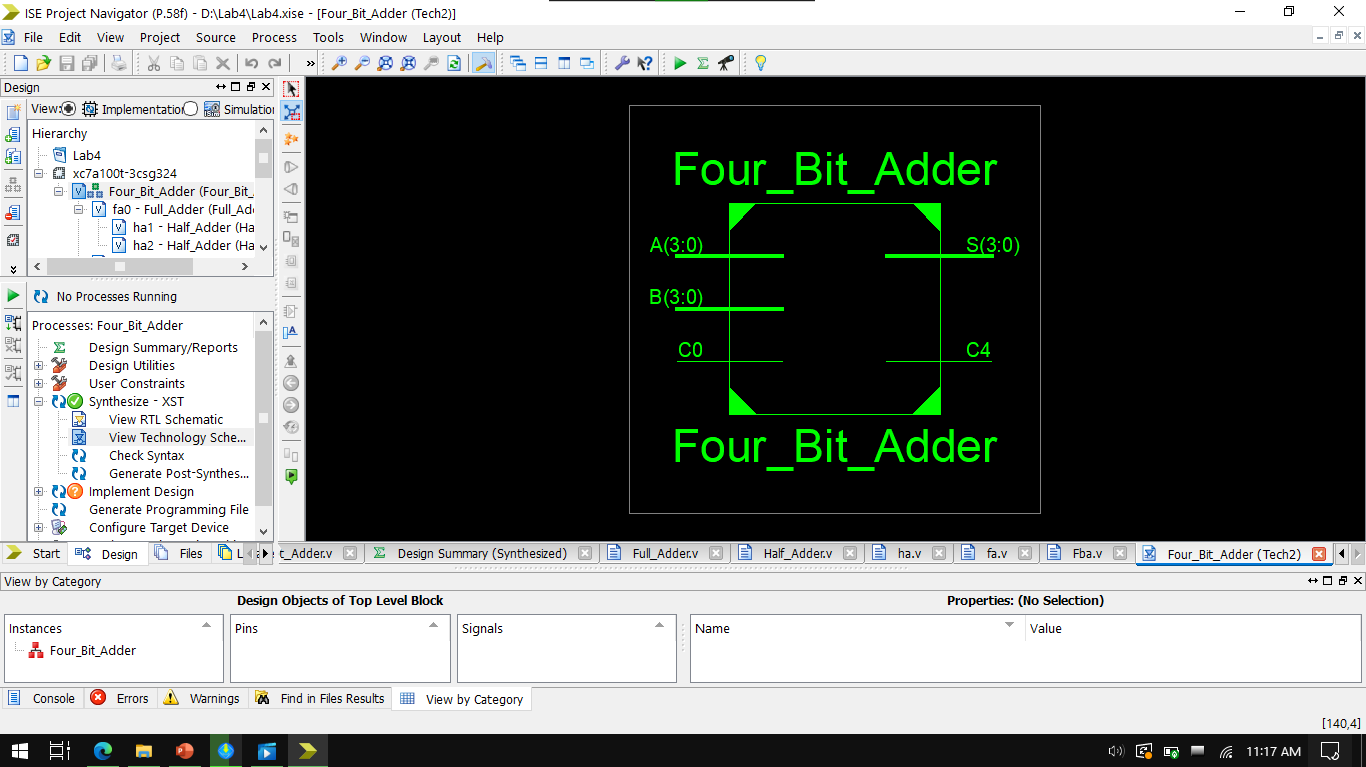 ISE Project Navigator (P.58f) - D:\Lab4\Lab4.xise - [Four_Bit_Adder (Tech2)]
File Edit View Project Source Process Tools Window Layout Help
Design
View: Implementation Simulation
Hierarchy
Lab4
xc7a100t-3csg324
Four_Bit_Adder (Four_Bit_
fa0 - Full_Adder (Full_Ad
ha1 - Half_Adder (Ha
ha2 - Half_Adder (Ha
No Processes Running
Processes: Four_Bit_Adder
Design Summary/Reports
Design Utilities
User Constraints
Synthesize - XST
View RTL Schematic
View Technology Sche...
Check Syntax
Generate Post-Synthes...
Implement Design
Generate Programming File
Configure Target Device
Start Design Files
Four_Bit_Adder
A(3:0) S(3:0)
B(3:0)
C0 C4
Four_Bit_Adder
t_Adder.v Design Summary (Synthesized) Full_Adder.v Half_Adder.v ha.v fa.v Fba.v Four_Bit_Adder (Tech2)
View by Category
Design Objects of Top Level Block Properties: (No Selection)
Instances Pins Signals Name Value
Four_Bit_Adder
Console Errors Warnings Find in Files Results View by Category
[140,4]
11:17 AM